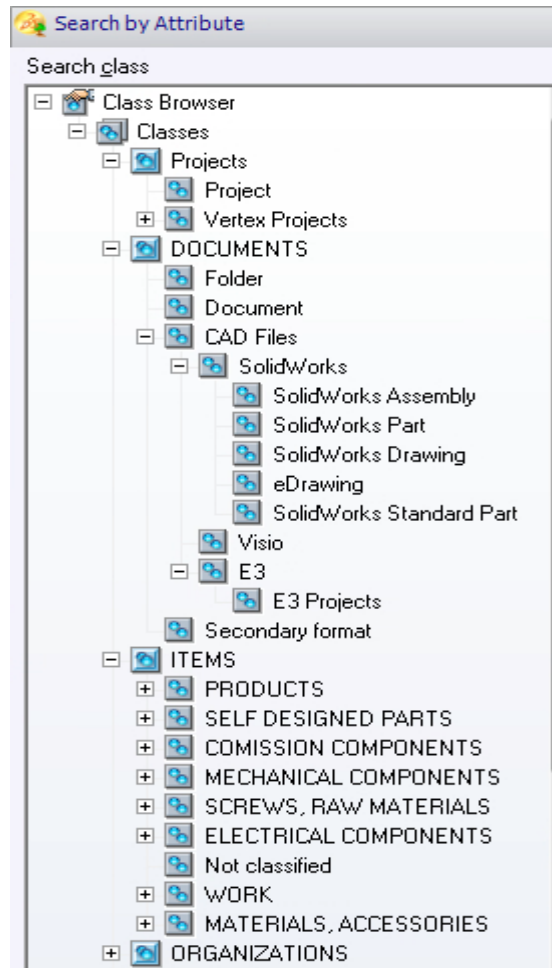 Search by Attribute
Search class
Class Browser
Classes
Projects
Project
Vertex Projects
DOCUMENTS
Folder
Document
CAD Files
SolidWorks
SolidWorks Assembly
SolidWorks Part
SolidWorks Drawing
eDrawing
SolidWorks Standard Part
Visio
E3
E3 Projects
Secondary format
ITEMS
PRODUCTS
SELF DESIGNED PARTS
COMISSION COMPONENTS
MECHANICAL COMPONENTS
SCREWS, RAW MATERIALS
ELECTRICAL COMPONENTS
Not classified
WORK
MATERIALS, ACCESSORIES
ORGANIZATIONS